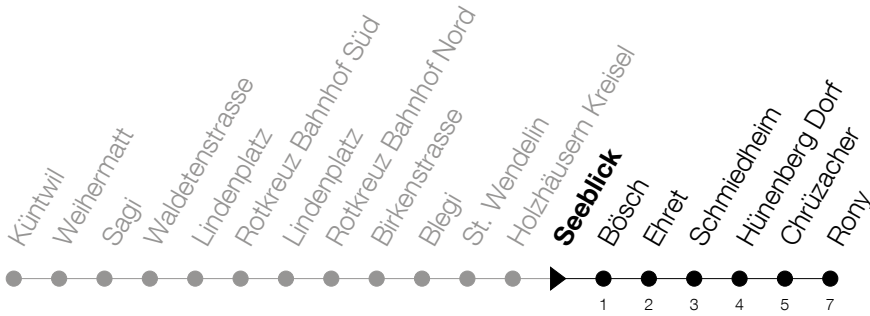 Küntwil
Weihermatt
Sagi
Waldetenstrasse
Lindenplatz
Rotkreuz Bahnhof Süd
Lindenplatz
Rotkreuz Bahnhof Nord
Birkenstrasse
Blegi
St. Wendelin
Holzhäusern Kreisel
Seeblick
Bösch
Ehret
Schmiedheim
Hünenberg Dorf
Chrüzacher
Rony
1 2 3 4 5 7